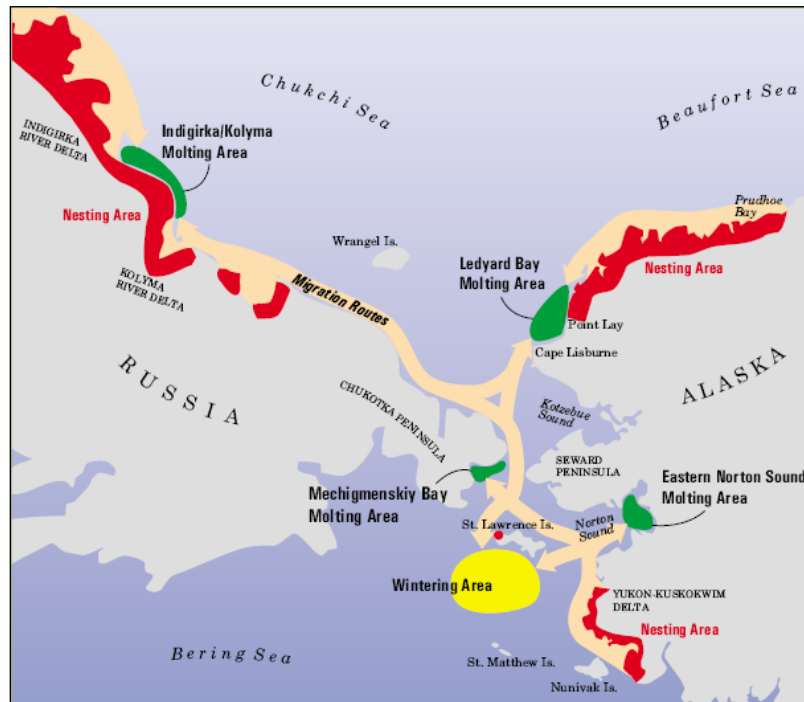 Chukchi Sea
Beaufort Sea
INDIGIRKA
RIVER DELTA
Indigirka/Kolyma
Molting Area
Nesting Area
KOLYMA
RIVER DELTA
Wrangel Is.
Migration Routes
Prudhoe
Bay
Nesting Area
Ledyard Bay
Molting Area
Point Lay
Cape Lisburne
RUSSIA
ALASKA
CHUKOTKA PENINSULA
Kotzebue
Sound
SEWARD
PENINSULA
Mechigmenskiy Bay
Molting Area
Eastern Norton Sound
Molting Area
St. Lawrence Is.
Norton
Sound
Wintering Area
YUKON-KUSKOKWIM
DELTA
Nesting Area
Bering Sea
St. Matthew Is.
Nunivak Is.